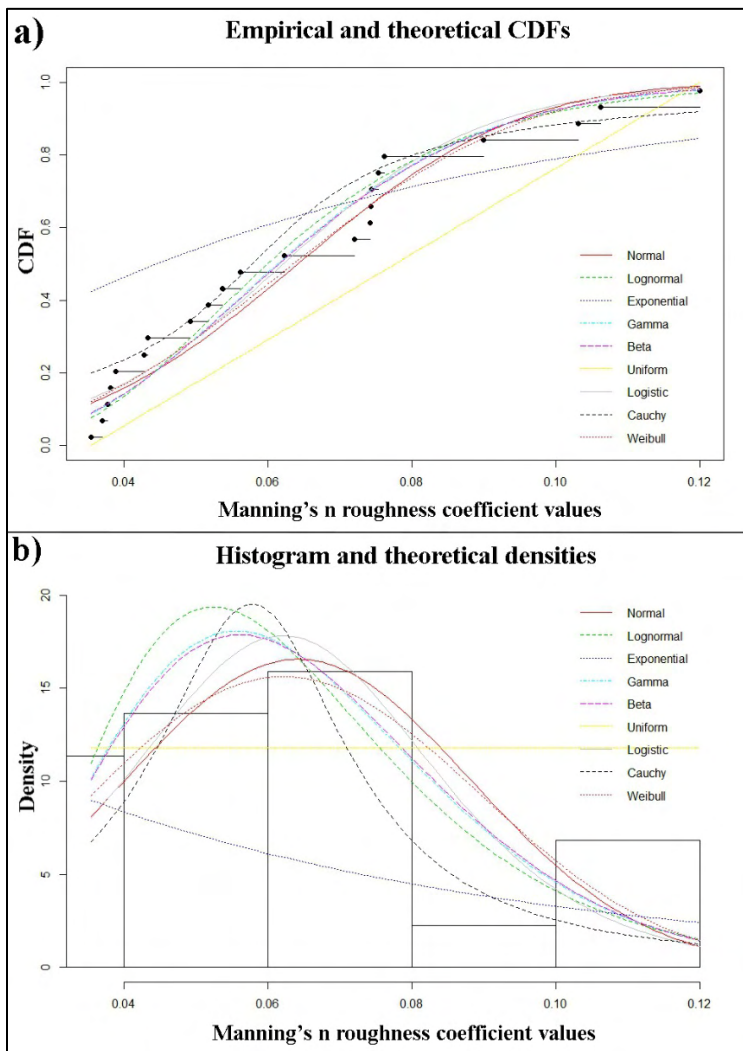 a)
Empirical and theoretical CDFs
CDF
1.0
0.8
0.6
0.4
0.2
0.0
Normal
Lognormal
Exponential
Gamma
Beta
Uniform
Logistic
Cauchy
Weibull
0.04 0.06 0.08 0.10 0.12
Manning's n roughness coefficient values
b)
Histogram and theoretical densities
Density
20
15
10
5
0
Normal
Lognormal
Exponential
Gamma
Beta
Uniform
Logistic
Cauchy
Weibull
0.04 0.06 0.08 0.10 0.12
Manning's n roughness coefficient values